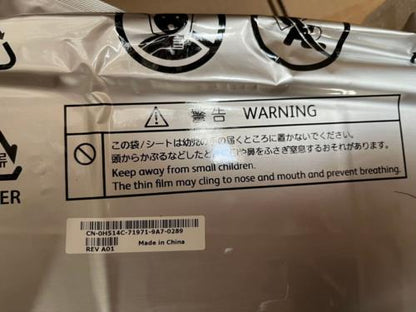 警告 WARNING
この袋/シートは幼児の手の届くところに置かないでください。
頭からかぶるなどしたとき、口や鼻をふさぎ窒息するおそれがあります。
Keep away from small children.
The thin film may cling to nose and mouth and prevent breathing.
CN-0H514C-71971-9A7-0289
REV A01 Made in China